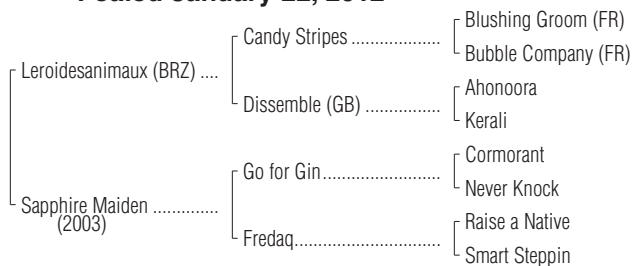 Foaled January 22, 2012
Blushing Groom (FR)
Candy Stripes ...................
Bubble Company (FR)
Leroidesanimaux (BRZ) ....
Ahonoora
Dissemble (GB) .................
Kerali
Cormorant
Go for Gin..........................
Never Knock
Sapphire Maiden ..............
(2003)
Raise a Native
Fredaq................................
Smart Steppin